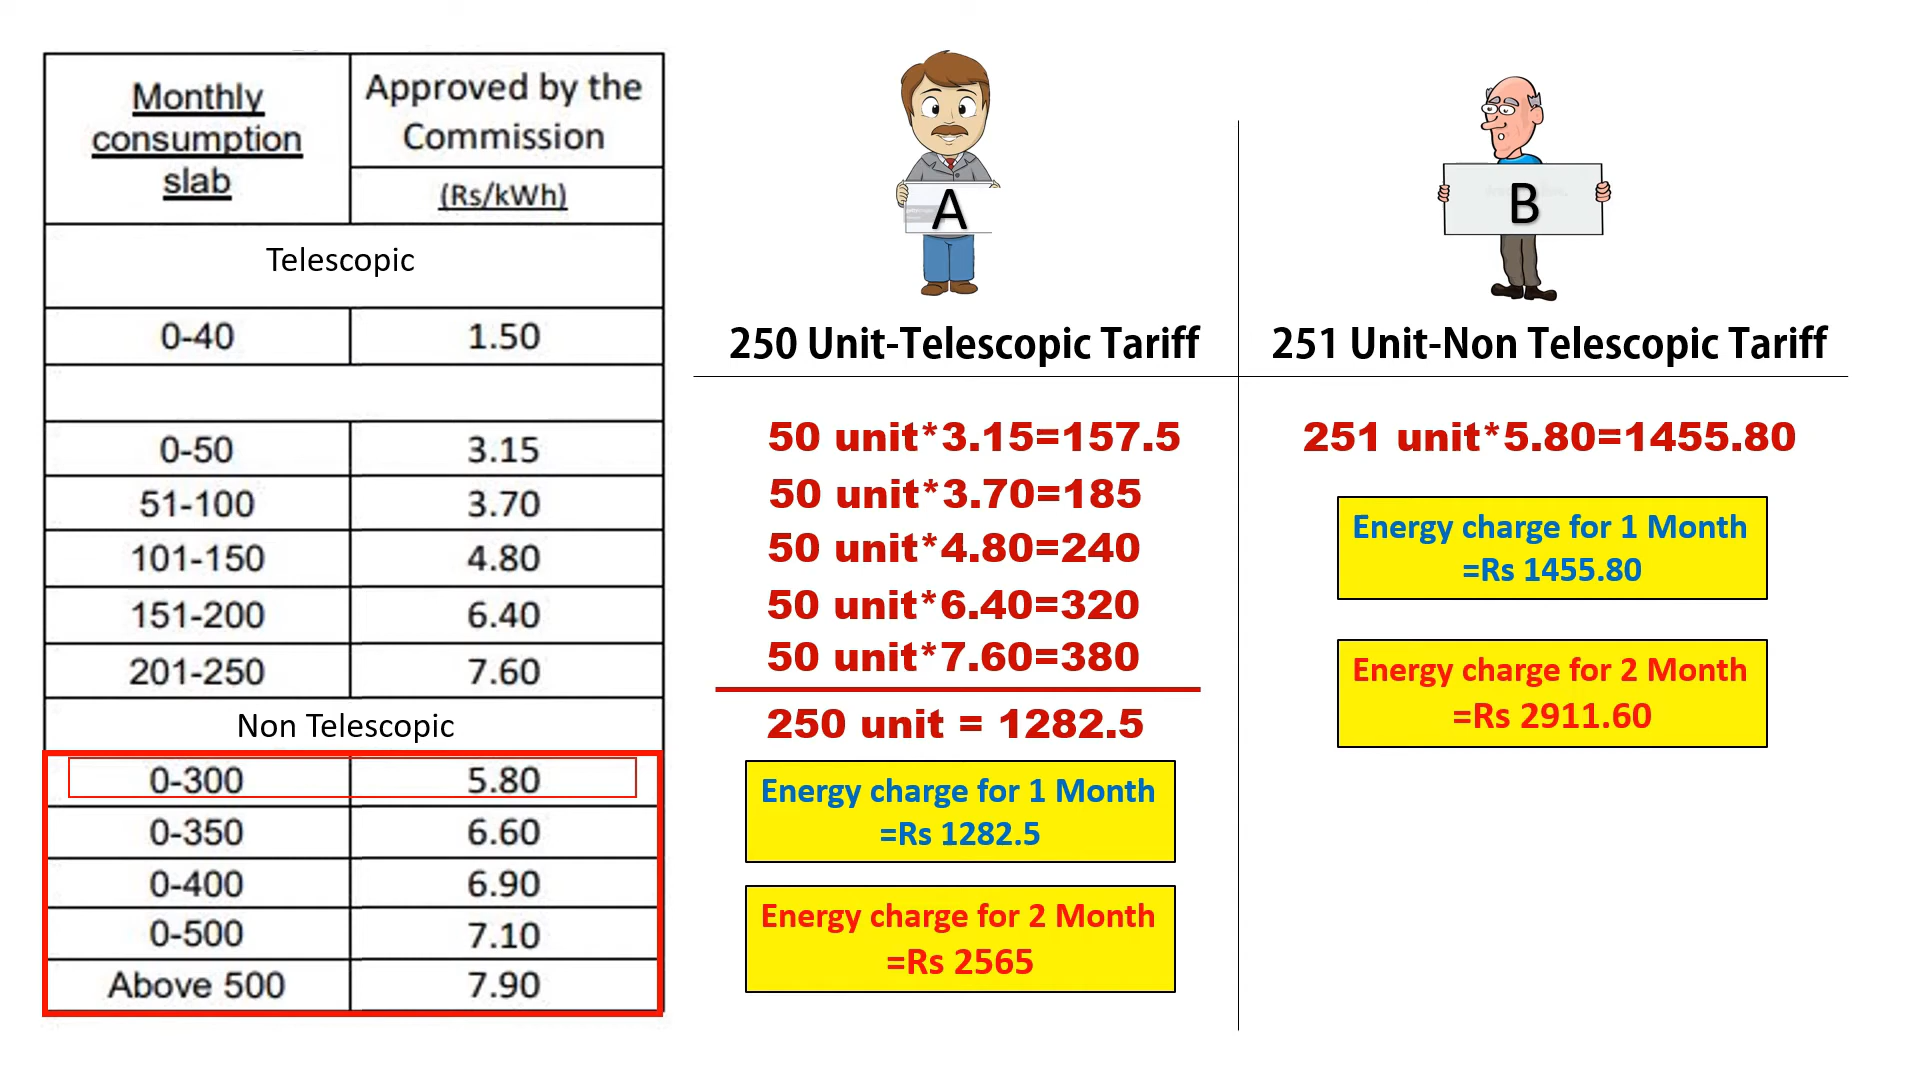 Monthly
consumption
slab
Approved by the
Commission
(Rs/kWh)
Telescopic
0-40 1.50
0-50 3.15
51-100 3.70
101-150 4.80
151-200 6.40
201-250 7.60
Non Telescopic
0-300 5.80
0-350 6.60
0-400 6.90
0-500 7.10
Above 500 7.90
A
250 Unit-Telescopic Tariff
50 unit*3.15=157.5
50 unit*3.70=185
50 unit*4.80=240
50 unit*6.40=320
50 unit*7.60=380
250 unit = 1282.5
Energy charge for 1 Month
=Rs 1282.5
Energy charge for 2 Month
=Rs 2565
B
251 Unit-Non Telescopic Tariff
251 unit*5.80=1455.80
Energy charge for 1 Month
=Rs 1455.80
Energy charge for 2 Month
=Rs 2911.60